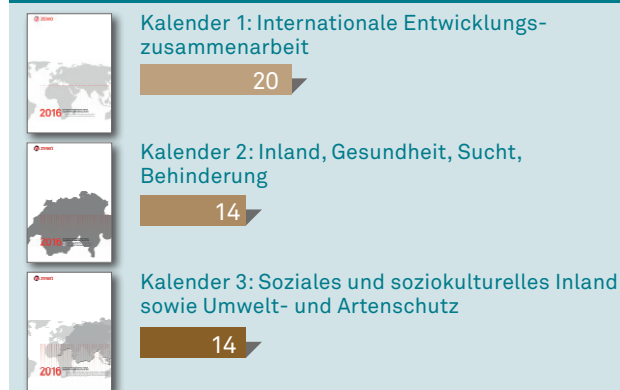 Kalender 1: Internationale Entwicklungs-
zusammenarbeit
20
2016
Kalender 2: Inland, Gesundheit, Sucht,
Behinderung
14
2016
Kalender 3: Soziales und soziokulturelles Inland
sowie Umwelt- und Artenschutz
14
2016